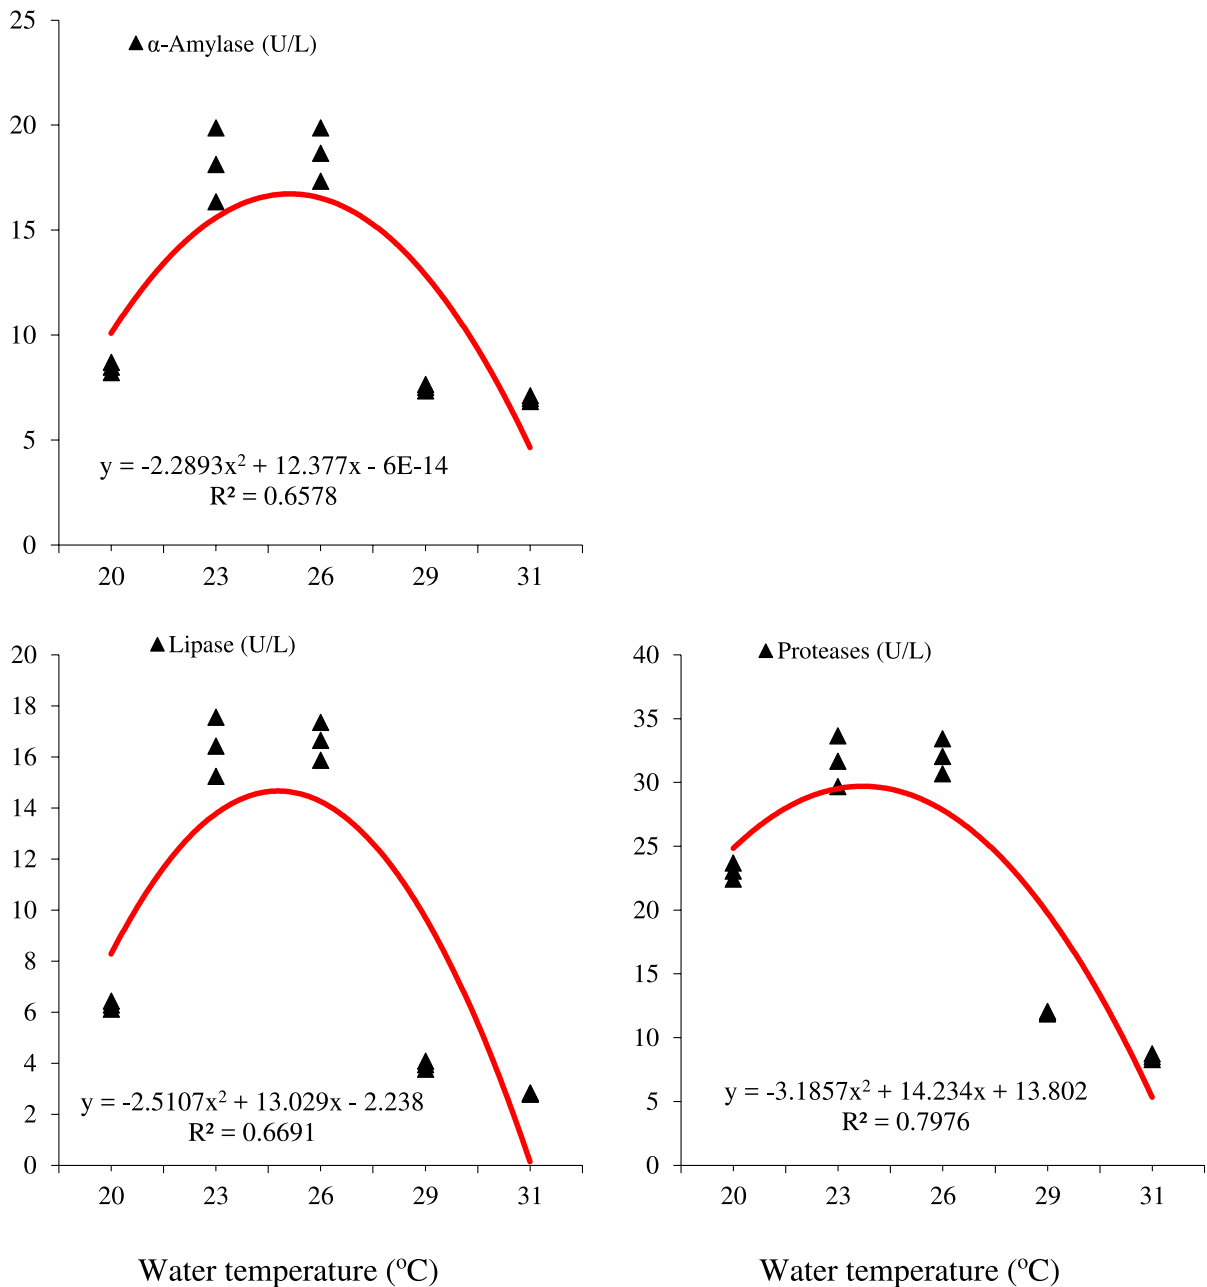 α-Amylase (U/L)
25
20
15
10
5
0
y = -2.2893x² + 12.377x - 6E-14
R² = 0.6578
20 23 26 29 31
Lipase (U/L)
20
18
16
14
12
10
8
6
4
2
0
y = -2.5107x² + 13.029x - 2.238
R² = 0.6691
20 23 26 29 31
Water temperature (ºC)
Proteases (U/L)
40
35
30
25
20
15
10
5
0
y = -3.1857x² + 14.234x + 13.802
R² = 0.7976
20 23 26 29 31
Water temperature (ºC)